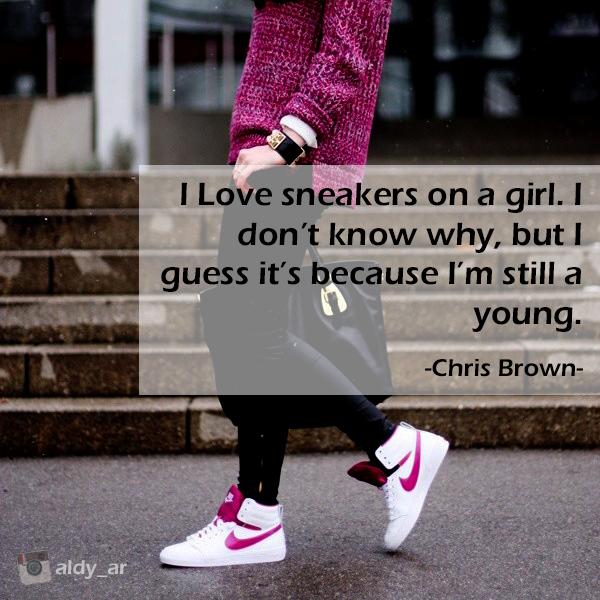 I Love sneakers on a girl. I
don't know why, but I
guess it's because I'm still a
young.
-Chris Brown-
aldy_ar